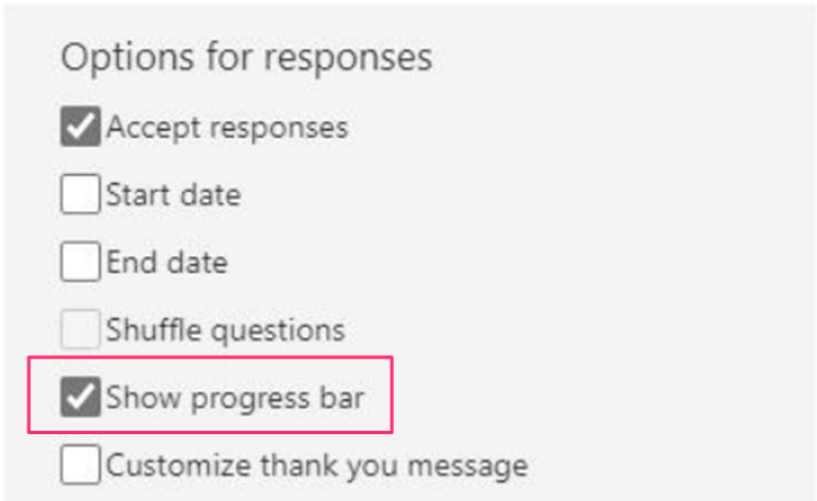 Options for responses
Accept responses
Start date
End date
Shuffle questions
Show progress bar
Customize thank you message